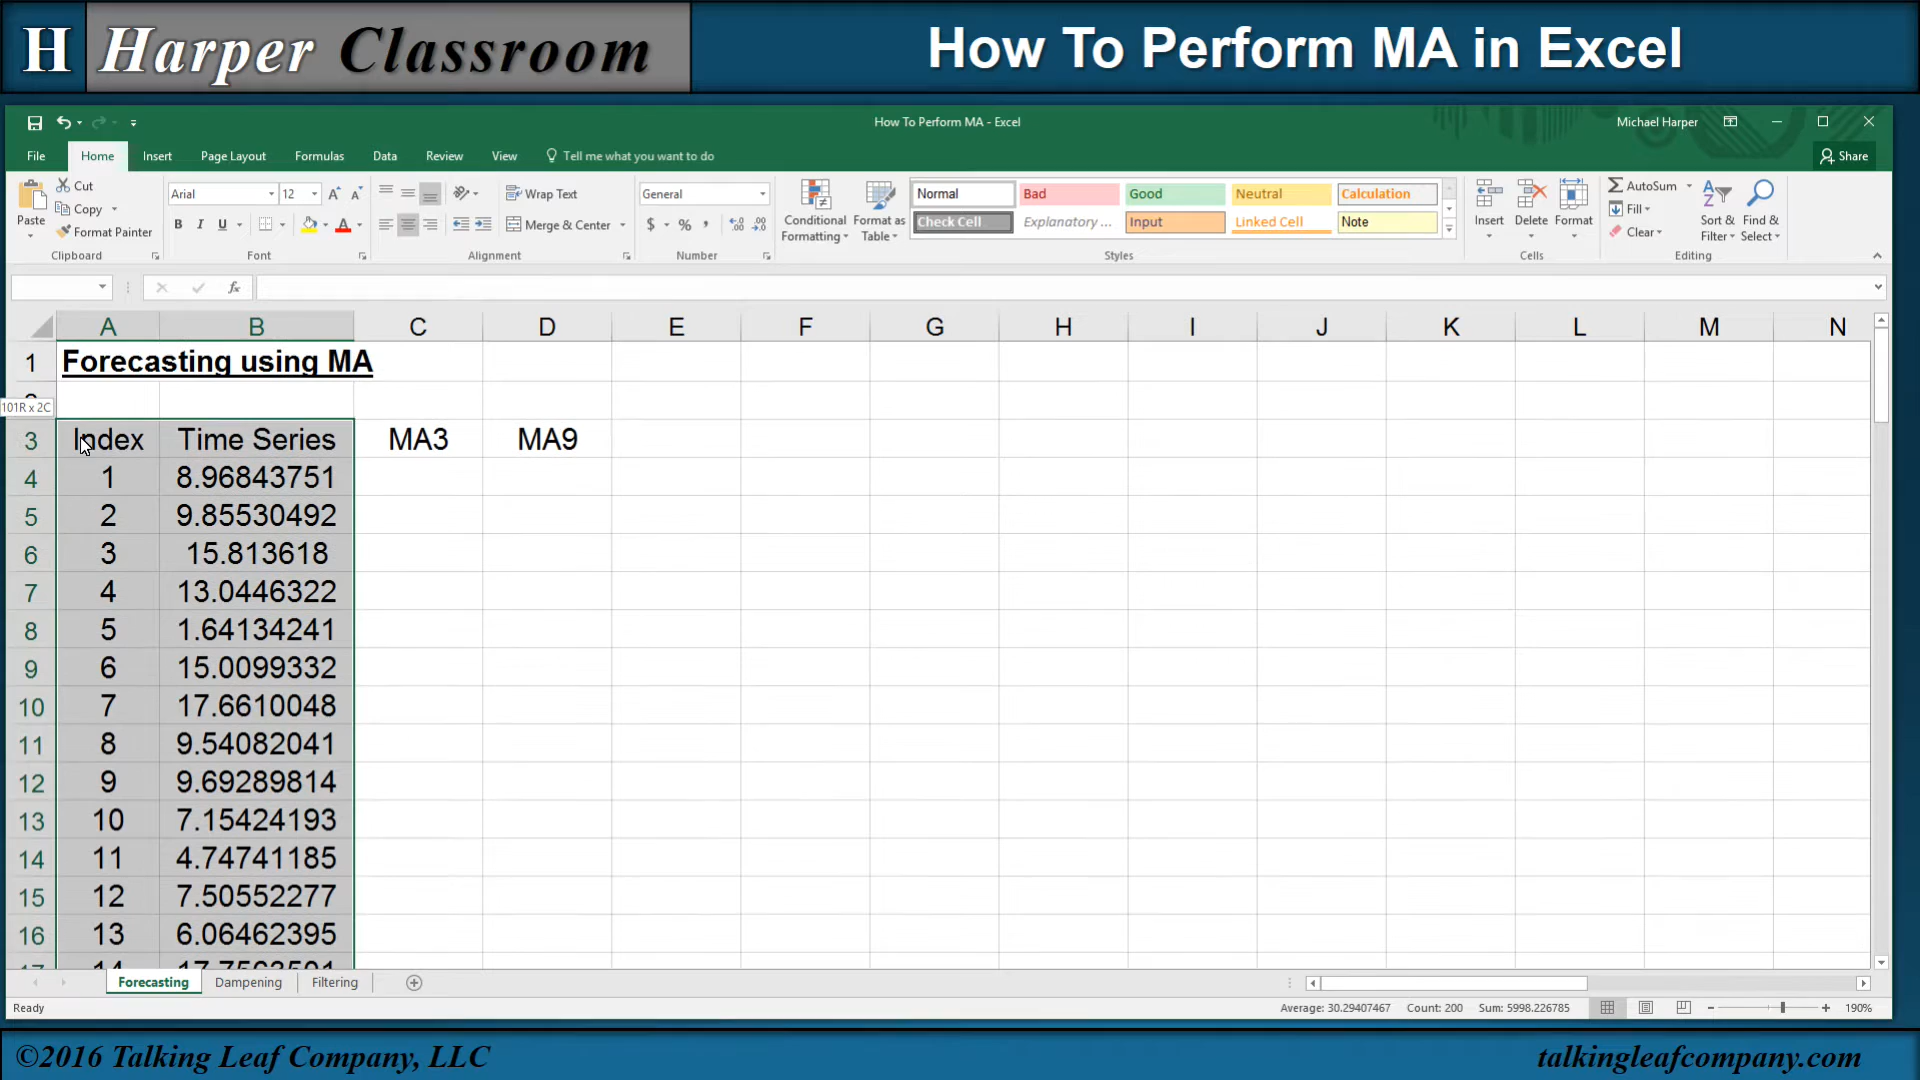 H Harper Classroom
How To Perform MA in Excel
How To Perform MA - Excel
Michael Harper
File Home Insert Page Layout Formulas Data Review View Tell me what you want to do
Share
Paste
Cut
Copy
Format Painter
Clipboard
Arial 12
B I U
Font
Wrap Text
Merge & Center
Alignment
General
$ %
Number
Conditional Formatting
Format as Table
Normal Bad Good Neutral Calculation
Check Cell Explanatory ... Input Linked Cell Note
Styles
Insert Delete Format
Cells
AutoSum
Fill
Clear
Sort & Filter
Find & Select
Editing
fx
A B C D E F G H I J K L M N
1 Forecasting using MA
101R x 2C
3 Index Time Series MA3 MA9
4 1 8.96843751
5 2 9.85530492
6 3 15.813618
7 4 13.0446322
8 5 1.64134241
9 6 15.0099332
10 7 17.6610048
11 8 9.54082041
12 9 9.69289814
13 10 7.15424193
14 11 4.74741185
15 12 7.50552277
16 13 6.06462395
Forecasting Dampening Filtering
Ready
Average: 30.29407467 Count: 200 Sum: 5998.226785
190%
©2016 Talking Leaf Company, LLC
talkingleafcompany.com